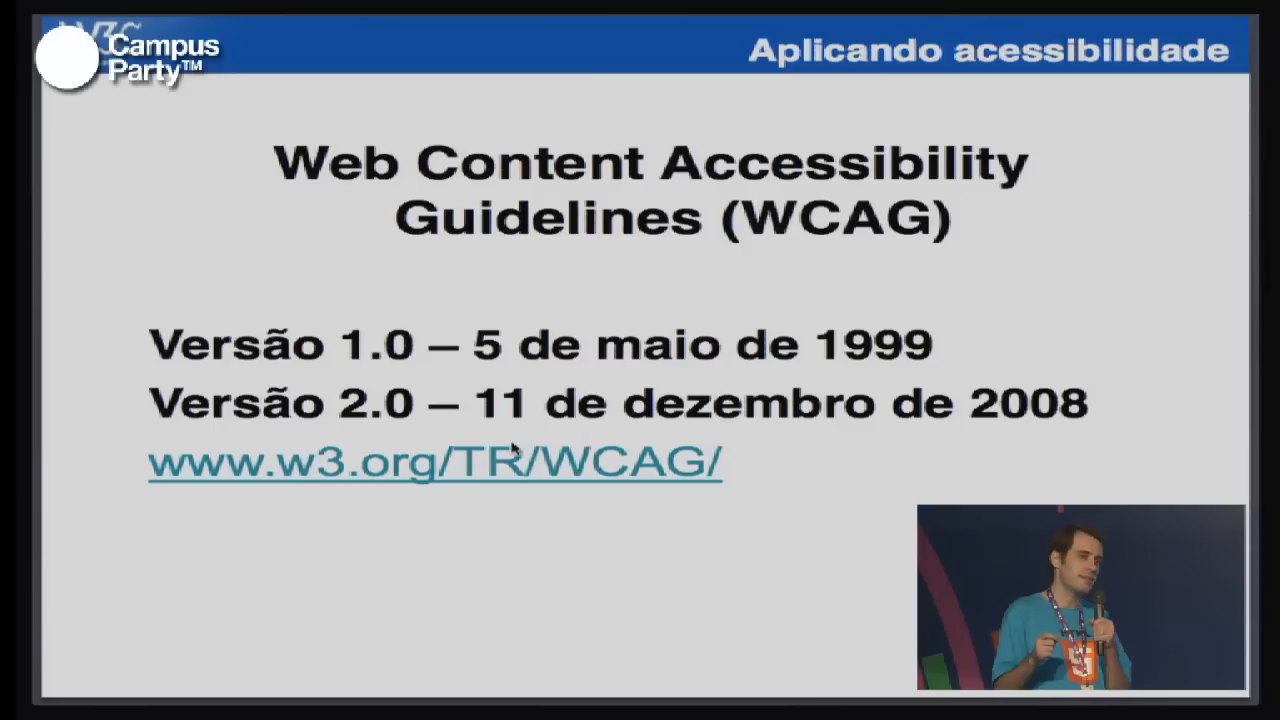 W3C
Campus
Party™
Aplicando acessibilidade
Web Content Accessibility
Guidelines (WCAG)
Versão 1.0 – 5 de maio de 1999
Versão 2.0 – 11 de dezembro de 2008
www.w3.org/TR/WCAG/